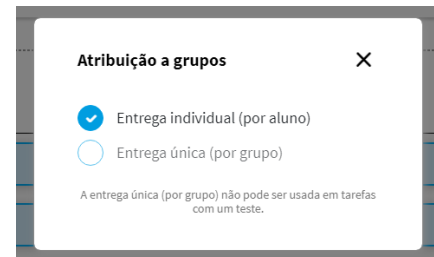 Atribuição a grupos
Entrega individual (por aluno)
Entrega única (por grupo)
A entrega única (por grupo) não pode ser usada em tarefas
com um teste.